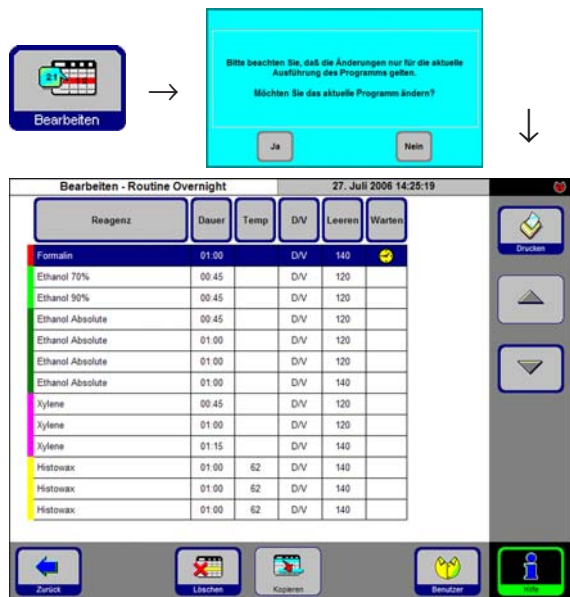 21
Bearbeiten
Bitte beachten Sie, daß die Änderungen nur für die aktuelle
Ausführung des Programms gelten.
Möchten Sie das aktuelle Programm ändern?
Ja
Nein
Bearbeiten - Routine Overnight
27. Juli 2006 14:25:19
Reagenz Dauer Temp D/V Leeren Warten
Formalin 01:00 D/V 140
Ethanol 70% 00:45 D/V 120
Ethanol 90% 00:45 D/V 120
Ethanol Absolute 00:45 D/V 120
Ethanol Absolute 01:00 D/V 120
Ethanol Absolute 01:00 D/V 120
Ethanol Absolute 01:00 D/V 140
Xylene 00:45 D/V 120
Xylene 01:00 D/V 120
Xylene 01:15 D/V 140
Histowax 01:00 62 D/V 140
Histowax 01:00 62 D/V 140
Histowax 01:00 62 D/V 140
Drucken
Zurück
Löschen
Kopieren
Benutzer
Hilfe